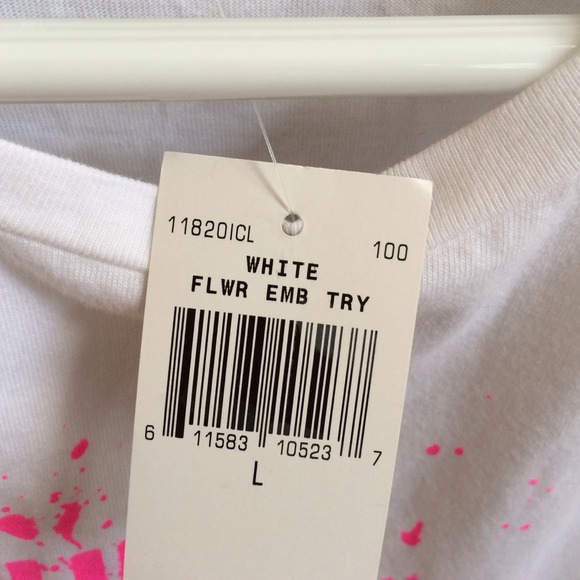 11820ICL 100
WHITE
FLWR EMB TRY
6 11583 10523 7
L